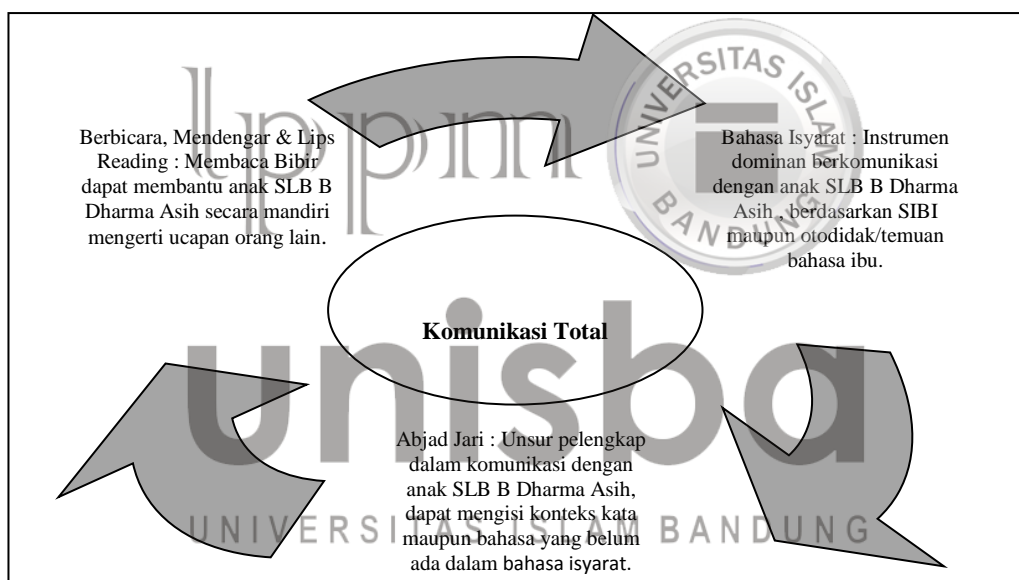 Berbicara, Mendengar & Lips
Reading : Membaca Bibir
dapat membantu anak SLB B
Dharma Asih secara mandiri
mengerti ucapan orang lain.
Bahasa Isyarat : Instrumen
dominan berkomunikasi
dengan anak SLB B Dharma
Asih , berdasarkan SIBI
maupun otodidak/temuan
bahasa ibu.
Komunikasi Total
Abjad Jari : Unsur pelengkap
dalam komunikasi dengan
anak SLB B Dharma Asih,
dapat mengisi konteks kata
maupun bahasa yang belum
ada dalam bahasa isyarat.
lppm
UNIVERSITAS ISLAM
BANDUNG
unisba
UNIVERSITAS ISLAM BANDUNG